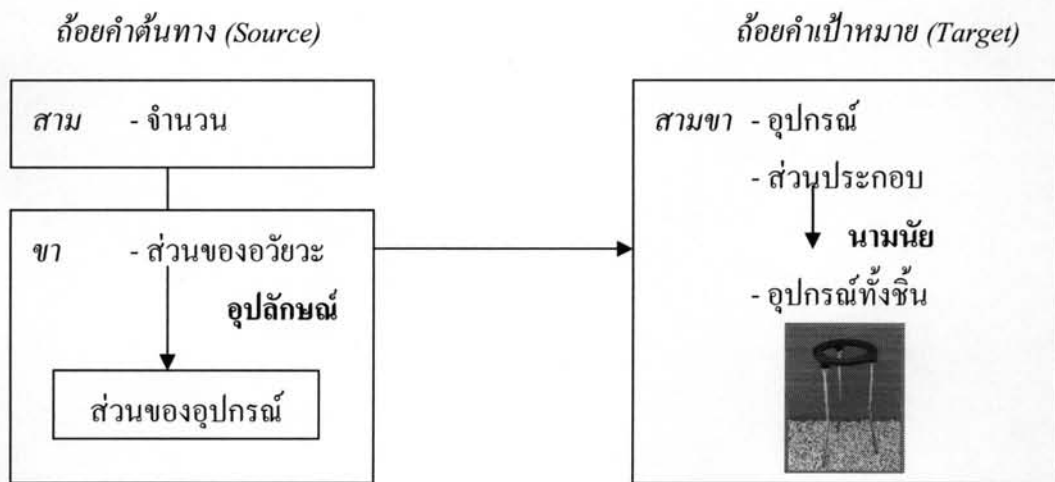 ถ้อยคำต้นทาง (Source)
ถ้อยคำเป้าหมาย (Target)
สาม - จำนวน
ขา - ส่วนของอวัยวะ
อุปลักษณ์
ส่วนของอุปกรณ์
สามขา - อุปกรณ์
- ส่วนประกอบ
นามนัย
- อุปกรณ์ทั้งชิ้น